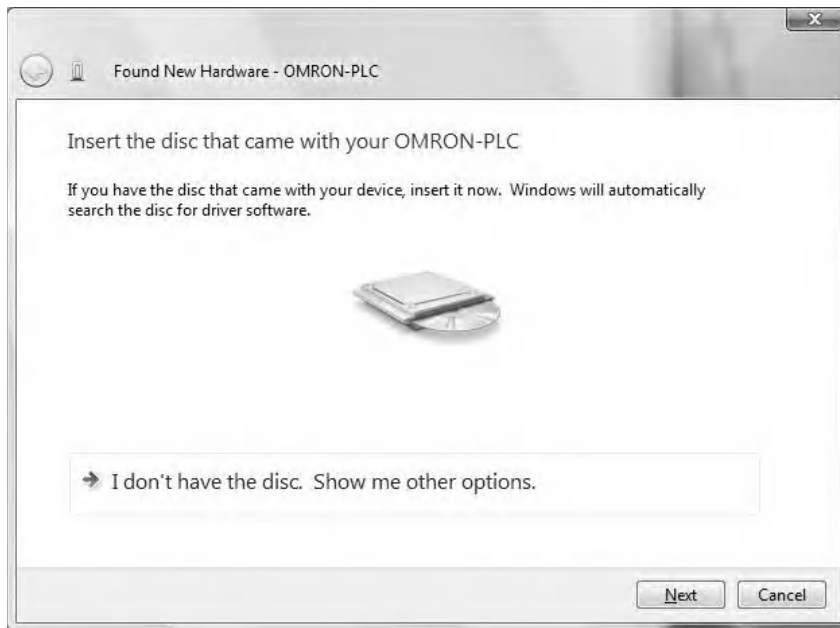 Found New Hardware - OMRON-PLC
Insert the disc that came with your OMRON-PLC
If you have the disc that came with your device, insert it now.  Windows will automatically
search the disc for driver software.
I don't have the disc.  Show me other options.
Next
Cancel